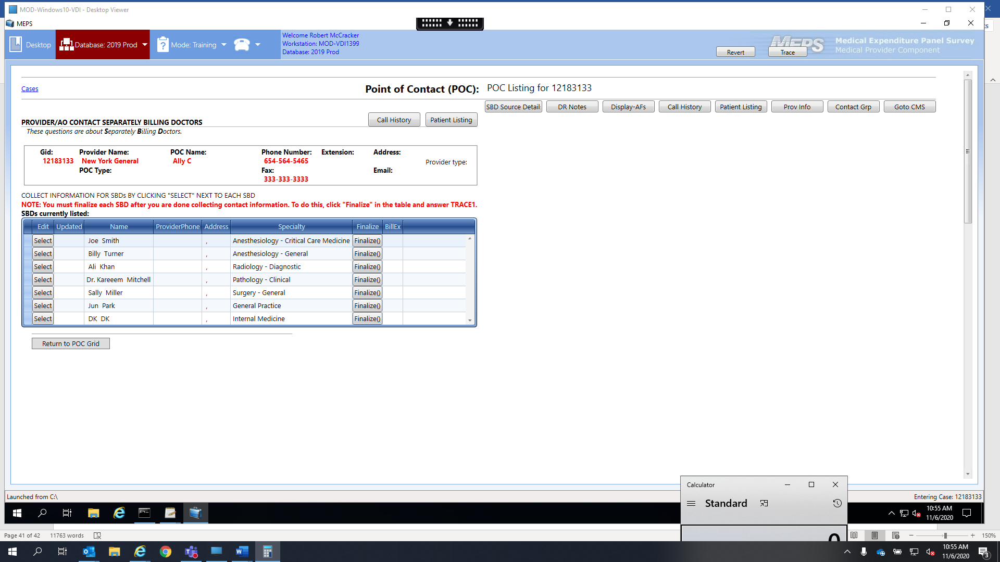 MOD-Windows10-VDI - Desktop Viewer
MEPS
Desktop
Database: 2019 Prod
Mode: Training
Welcome Robert McCracker
Workstation: MOD-VDI1399
Database: 2019 Prod
Revert
Trace
MEPS
Medical Expenditure Panel Survey
Medical Provider Component
Cases
Point of Contact (POC):
POC Listing for 12183133
SBD Source Detail
DR Notes
Display-AFs
Call History
Patient Listing
Prov Info
Contact Grp
Goto CMS
Call History
Patient Listing
PROVIDER/AO CONTACT SEPARATELY BILLING DOCTORS
These questions are about Separately Billing Doctors.
Gid: Provider Name: POC Name: Phone Number: Extension: Address:
12183133 New York General Ally C 654-564-5465 Provider type:
POC Type: Fax: Email:
333-333-3333
COLLECT INFORMATION FOR SBDs BY CLICKING "SELECT" NEXT TO EACH SBD
NOTE: You must finalize each SBD after you are done collecting contact information. To do this, click "Finalize" in the table and answer TRACE1.
SBDs currently listed:
Edit Updated Name ProviderPhone Address Specialty Finalize BillEx
Select Joe Smith , Anesthesiology - Critical Care Medicine Finalize()
Select Billy Turner , Anesthesiology - General Finalize()
Select Ali Khan , Radiology - Diagnostic Finalize()
Select Dr. Kareeem Mitchell , Pathology - Clinical Finalize()
Select Sally Miller , Surgery - General Finalize()
Select Jun Park , General Practice Finalize()
Select DK DK , Internal Medicine Finalize()
Return to POC Grid
Calculator
Standard
0
Launched from C:\
Entering Case: 12183133
10:55 AM
11/6/2020
Page 41 of 42 11763 words
150%
10:55 AM
11/6/2020
3